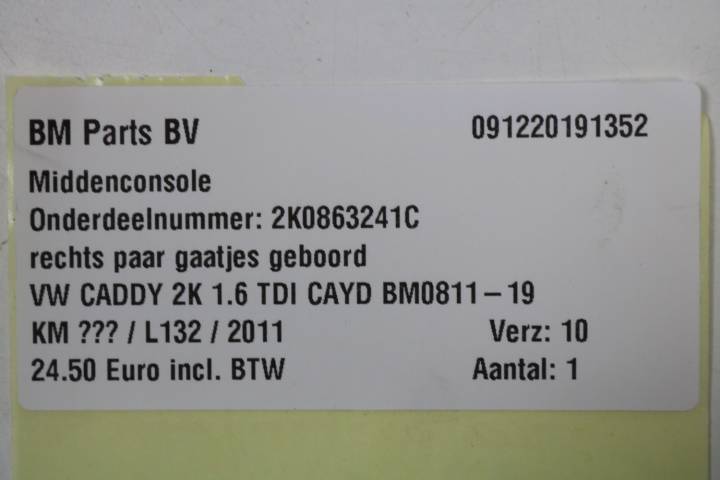 BM Parts BV 091220191352
Middenconsole
Onderdeelnummer: 2K0863241C
rechts paar gaatjes geboord
VW CADDY 2K 1.6 TDI CAYD BM0811 – 19
KM ??? / L132 / 2011 Verz: 10
24.50 Euro incl. BTW Aantal: 1